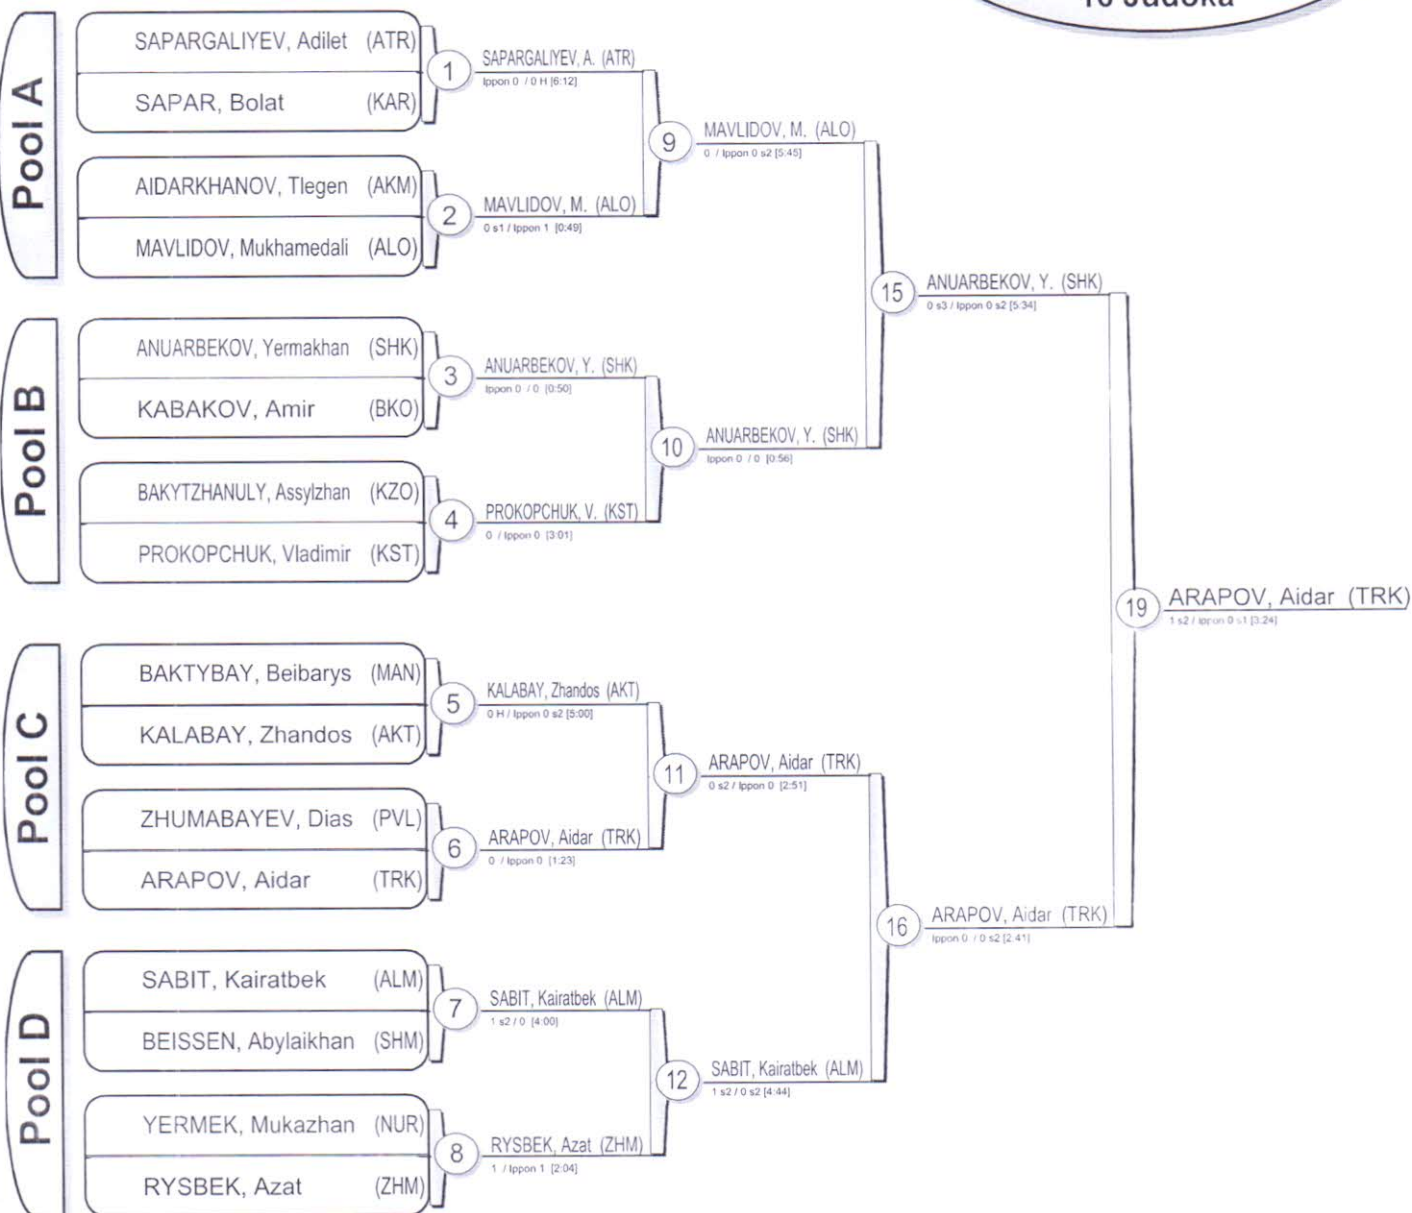 16 Judoka
Pool A
SAPARGALIYEV, Adilet (ATR)
SAPAR, Bolat (KAR)
1
SAPARGALIYEV, A. (ATR)
Ippon 0 / 0 H [6:12]
AIDARKHANOV, Tlegen (AKM)
MAVLIDOV, Mukhamedali (ALO)
2
MAVLIDOV, M. (ALO)
0 s1 / Ippon 1 [0:49]
9
MAVLIDOV, M. (ALO)
0 / Ippon 0 s2 [5:45]
Pool B
ANUARBEKOV, Yermakhan (SHK)
KABAKOV, Amir (BKO)
3
ANUARBEKOV, Y. (SHK)
Ippon 0 / 0 [0:50]
BAKYTZHANULY, Assylzhan (KZO)
PROKOPCHUK, Vladimir (KST)
4
PROKOPCHUK, V. (KST)
0 / Ippon 0 [3:01]
10
ANUARBEKOV, Y. (SHK)
Ippon 0 / 0 [0:56]
15
ANUARBEKOV, Y. (SHK)
0 s3 / Ippon 0 s2 [5:34]
Pool C
BAKTYBAY, Beibarys (MAN)
KALABAY, Zhandos (AKT)
5
KALABAY, Zhandos (AKT)
0 H / Ippon 0 s2 [5:00]
ZHUMABAYEV, Dias (PVL)
ARAPOV, Aidar (TRK)
6
ARAPOV, Aidar (TRK)
0 / Ippon 0 [1:23]
11
ARAPOV, Aidar (TRK)
0 s2 / Ippon 0 [2:51]
Pool D
SABIT, Kairatbek (ALM)
BEISSEN, Abylaikhan (SHM)
7
SABIT, Kairatbek (ALM)
1 s2 / 0 [4:00]
YERMEK, Mukazhan (NUR)
RYSBEK, Azat (ZHM)
8
RYSBEK, Azat (ZHM)
1 / Ippon 1 [2:04]
12
SABIT, Kairatbek (ALM)
1 s2 / 0 s2 [4:44]
16
ARAPOV, Aidar (TRK)
Ippon 0 / 0 s2 [2:41]
19
ARAPOV, Aidar (TRK)
1 s2 / Ippon 0 s1 [3:24]